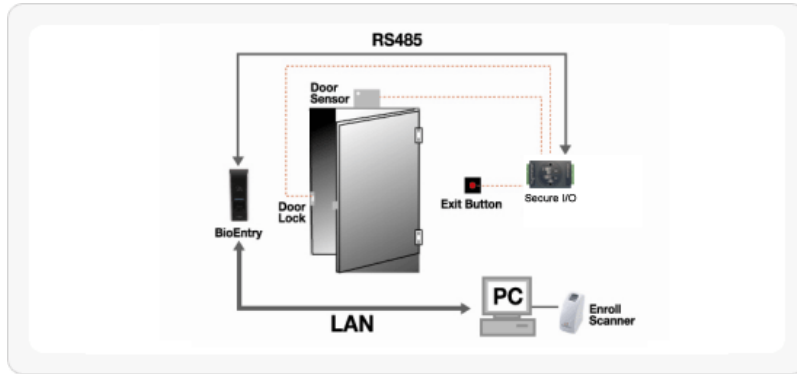 RS485
Door
Sensor
Door
Lock
BioEntry
Exit Button
Secure I/O
PC
Enroll
Scanner
LAN